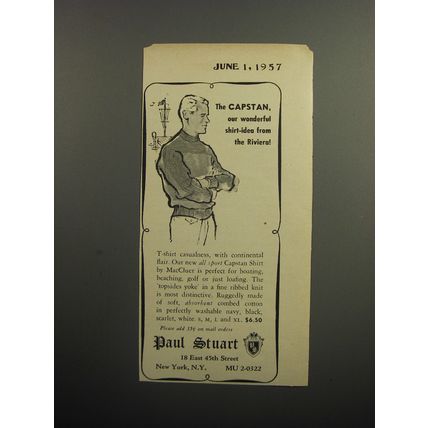 JUNE 1, 1957
The CAPSTAN,
our wonderful
shirt-idea from
the Riviera!
T-shirt casualness, with continental
flair. Our new all sport Capstan Shirt
by MacCluer is perfect for boating,
beaching, golf or just loafing. The
'topsides yoke' in a fine ribbed knit
is most distinctive. Ruggedly made
of soft, absorbent combed cotton
in perfectly washable navy, black,
scarlet, white. S, M, L and XL. $6.50
Please add 35¢ on mail orders
Paul Stuart
18 East 45th Street
New York, N.Y. MU 2-0322